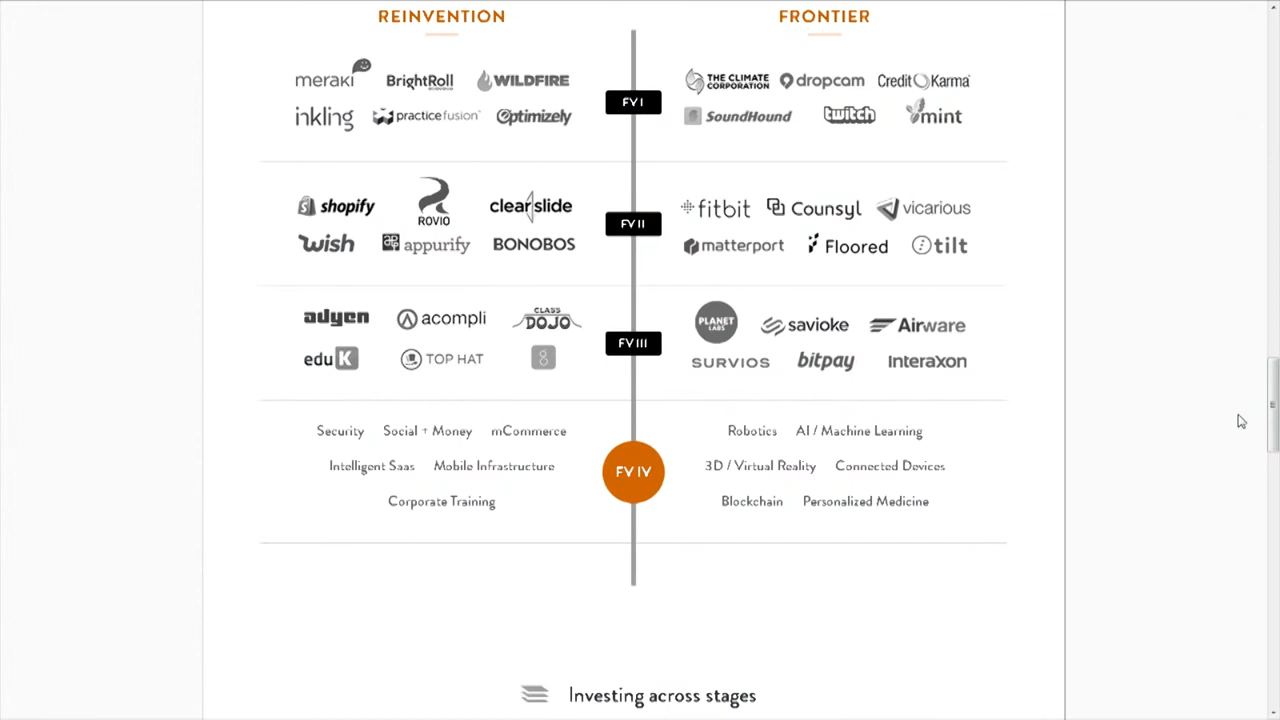 REINVENTION FRONTIER
meraki BrightRoll WILDFIRE
inkling practice fusion Optimizely
FV I
THE CLIMATE CORPORATION dropcam Credit Karma
SoundHound twitch mint
shopify ROVIO clearslide
wish appurify BONOBOS
FV II
fitbit Counsyl vicarious
matterport Floored tilt
adyen acompli CLASS DOJO
edu K TOP HAT 8
FV III
PLANET LABS savioke Airware
SURVIOS bitpay InteraXon
Security Social + Money mCommerce
Intelligent Saas Mobile Infrastructure
Corporate Training
FV IV
Robotics AI / Machine Learning
3D / Virtual Reality Connected Devices
Blockchain Personalized Medicine
Investing across stages